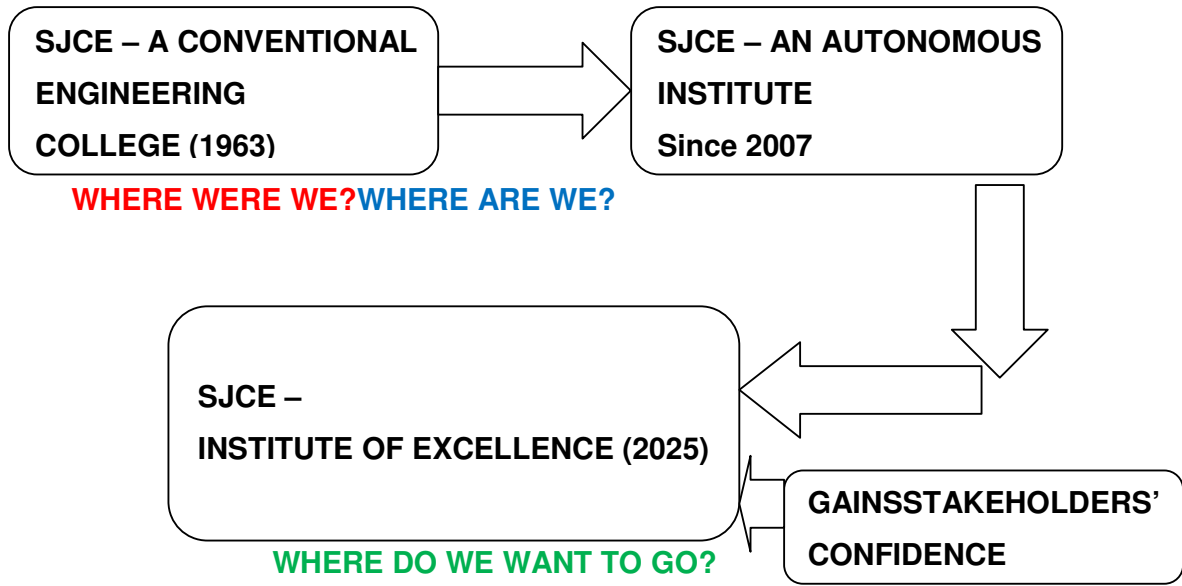 SJCE – A CONVENTIONAL
ENGINEERING
COLLEGE (1963)
SJCE – AN AUTONOMOUS
INSTITUTE
Since 2007
WHERE WERE WE?WHERE ARE WE?
SJCE –
INSTITUTE OF EXCELLENCE (2025)
GAINSSTAKEHOLDERS’
CONFIDENCE
WHERE DO WE WANT TO GO?